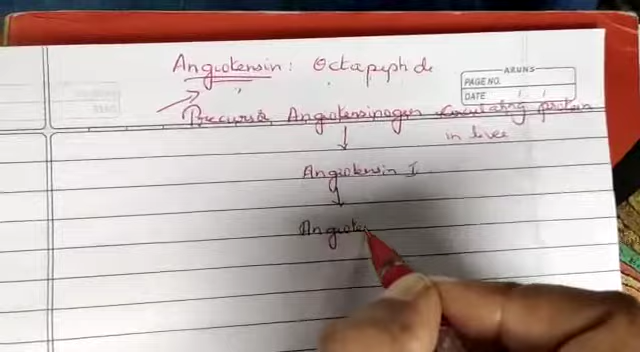 Angiotensin: Octapeptide
ARUNS
PAGE NO.
DATE / /
Precursor Angiotensinogen circulating protein
in liver
Angiotensin I
Angioten